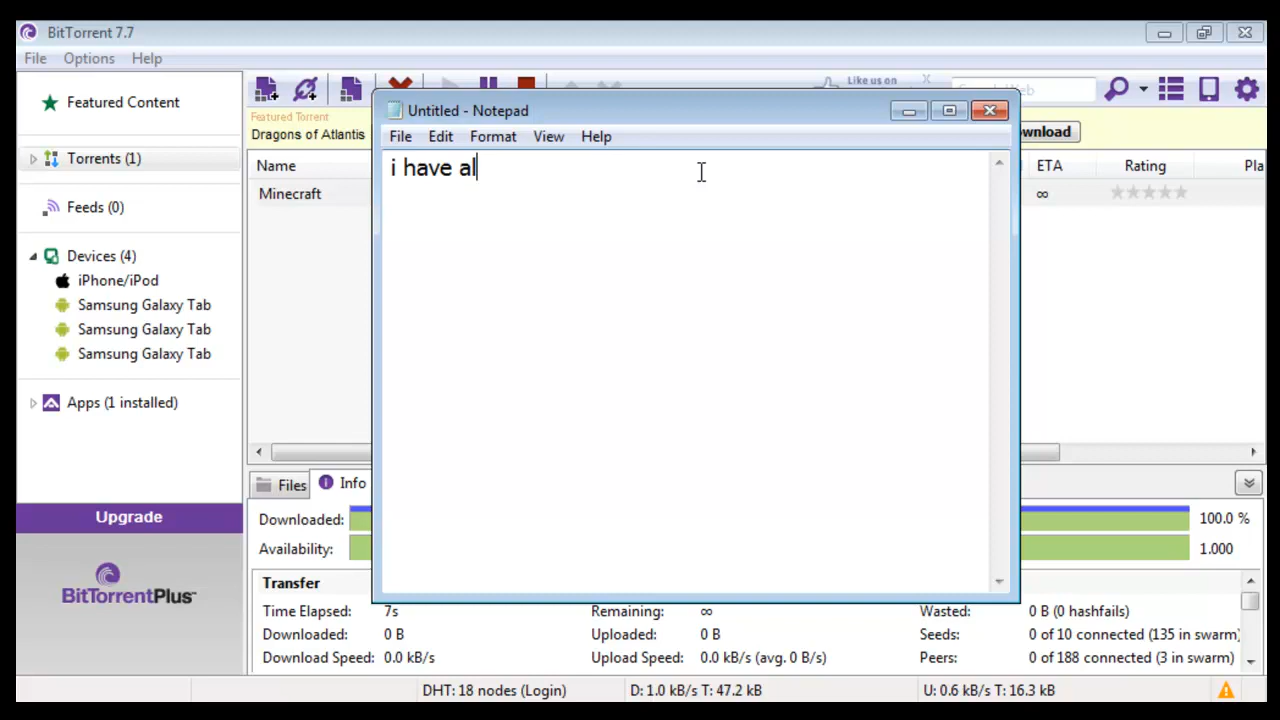 BitTorrent 7.7
File Options Help
Like us on
Featured Content
Torrents (1)
Feeds (0)
Devices (4)
iPhone/iPod
Samsung Galaxy Tab
Samsung Galaxy Tab
Samsung Galaxy Tab
Apps (1 installed)
Upgrade
BitTorrentPlus
Featured Torrent
Dragons of Atlantis
Name
ETA
Rating
Pla
Minecraft
∞
Untitled - Notepad
File Edit Format View Help
i have al
Files
Info
Downloaded: 100.0 %
Availability: 1.000
Transfer
Time Elapsed: 7s Remaining: ∞ Wasted: 0 B (0 hashfails)
Downloaded: 0 B Uploaded: 0 B Seeds: 0 of 10 connected (135 in swarm)
Download Speed: 0.0 kB/s Upload Speed: 0.0 kB/s (avg. 0 B/s) Peers: 0 of 188 connected (3 in swarm)
DHT: 18 nodes (Login) D: 1.0 kB/s T: 47.2 kB U: 0.6 kB/s T: 16.3 kB